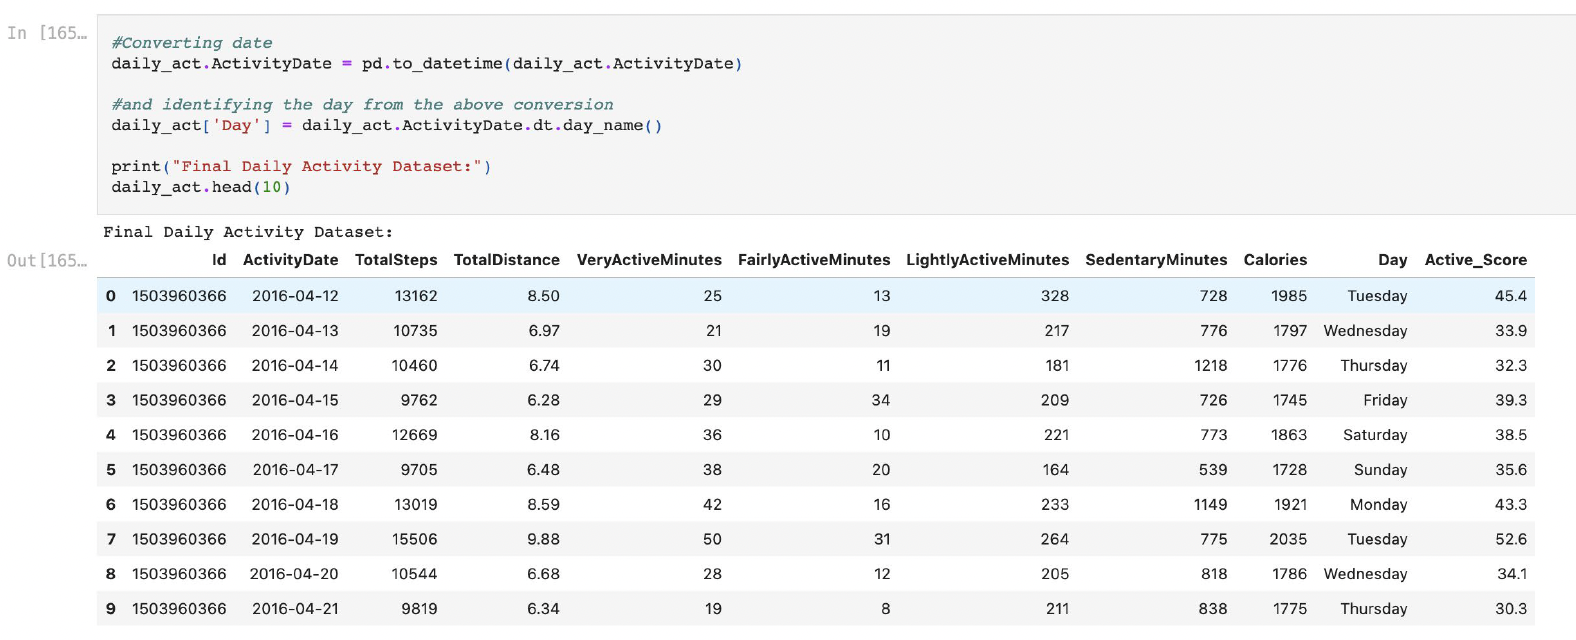 In [165…
#Converting date
daily_act.ActivityDate = pd.to_datetime(daily_act.ActivityDate)
#and identifying the day from the above conversion
daily_act['Day'] = daily_act.ActivityDate.dt.day_name()
print("Final Daily Activity Dataset:")
daily_act.head(10)
Final Daily Activity Dataset:
Out[165…
Id ActivityDate TotalSteps TotalDistance VeryActiveMinutes FairlyActiveMinutes LightlyActiveMinutes SedentaryMinutes Calories Day Active_Score
0 1503960366 2016-04-12 13162 8.50 25 13 328 728 1985 Tuesday 45.4
1 1503960366 2016-04-13 10735 6.97 21 19 217 776 1797 Wednesday 33.9
2 1503960366 2016-04-14 10460 6.74 30 11 181 1218 1776 Thursday 32.3
3 1503960366 2016-04-15 9762 6.28 29 34 209 726 1745 Friday 39.3
4 1503960366 2016-04-16 12669 8.16 36 10 221 773 1863 Saturday 38.5
5 1503960366 2016-04-17 9705 6.48 38 20 164 539 1728 Sunday 35.6
6 1503960366 2016-04-18 13019 8.59 42 16 233 1149 1921 Monday 43.3
7 1503960366 2016-04-19 15506 9.88 50 31 264 775 2035 Tuesday 52.6
8 1503960366 2016-04-20 10544 6.68 28 12 205 818 1786 Wednesday 34.1
9 1503960366 2016-04-21 9819 6.34 19 8 211 838 1775 Thursday 30.3